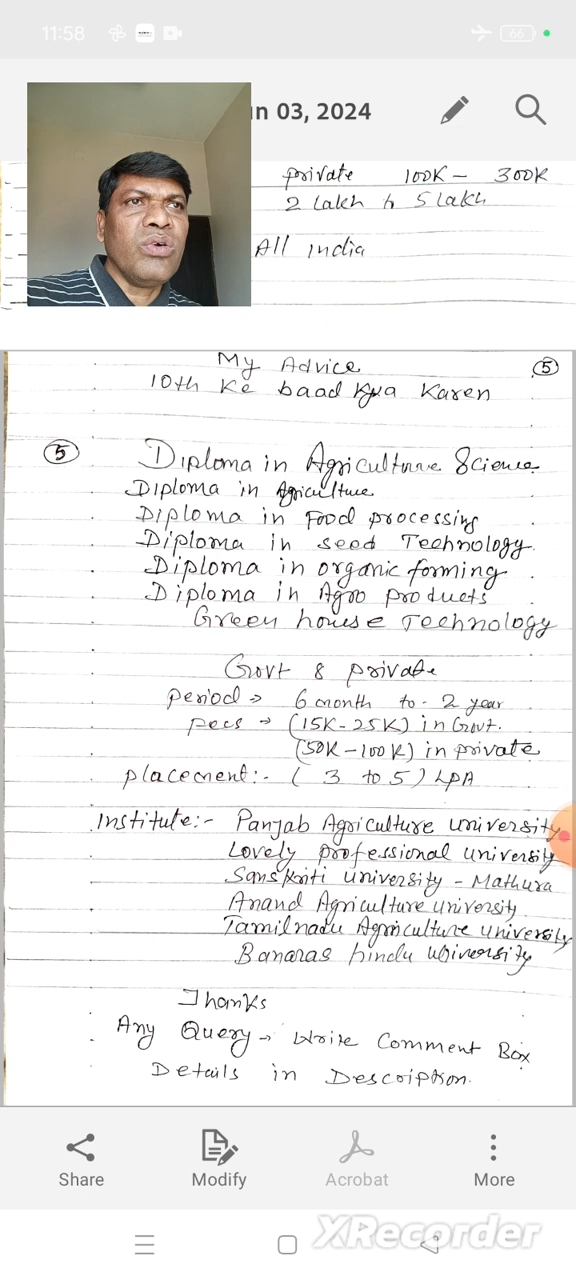 11:58
66
un 03, 2024
private 100K - 300K
2 lakh to 5 lakh
All India
My Advice
5
10th ke baad kya karen
5
Diploma in Agriculture Science
Diploma in Agriculture
Diploma in Food processing
Diploma in seed Technology
Diploma in organic forming
Diploma in Agro products
Green house Technology
Govt & private
period → 6 month to - 2 year
fees → (15K-25K) in Govt.
(50K-100K) in private
placement:- ( 3 to 5 ) LPA
Institute:- Panjab Agriculture university
Lovely professional university
Sanskriti university - Mathura
Anand Agriculture university
Tamilnadu Agriculture university
Banaras hindu university
Thanks
Any Query → Write Comment Box
Details in Description.
Share
Modify
Acrobat
More
XRecorder